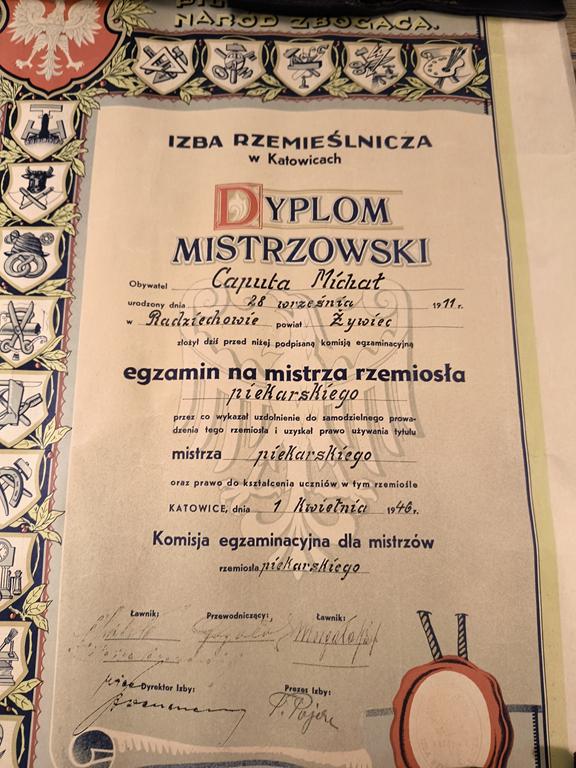 NARÓD ZBOGACA.
IZBA RZEMIEŚLNICZA
w Katowicach
DYPLOM
MISTRZOWSKI
Obywatel Caputa Michał
urodzony dnia 28 września 1911 r.
w Radziechowie powiat Żywiec
złożył dziś przed niżej podpisaną komisją egzaminacyjną
egzamin na mistrza rzemiosła
piekarskiego
przez co wykazał uzdolnienie do samodzielnego prowa-
dzenia tego rzemiosła i uzyskał prawo używania tytułu
mistrza piekarskiego
oraz prawo do kształcenia uczniów w tym rzemiośle
KATOWICE, dnia 1 kwietnia 1946 r.
Komisja egzaminacyjna dla mistrzów
rzemiosła piekarskiego
Ławnik: Przewodniczący: Ławnik:
Dyrektor Izby: Prezes Izby: